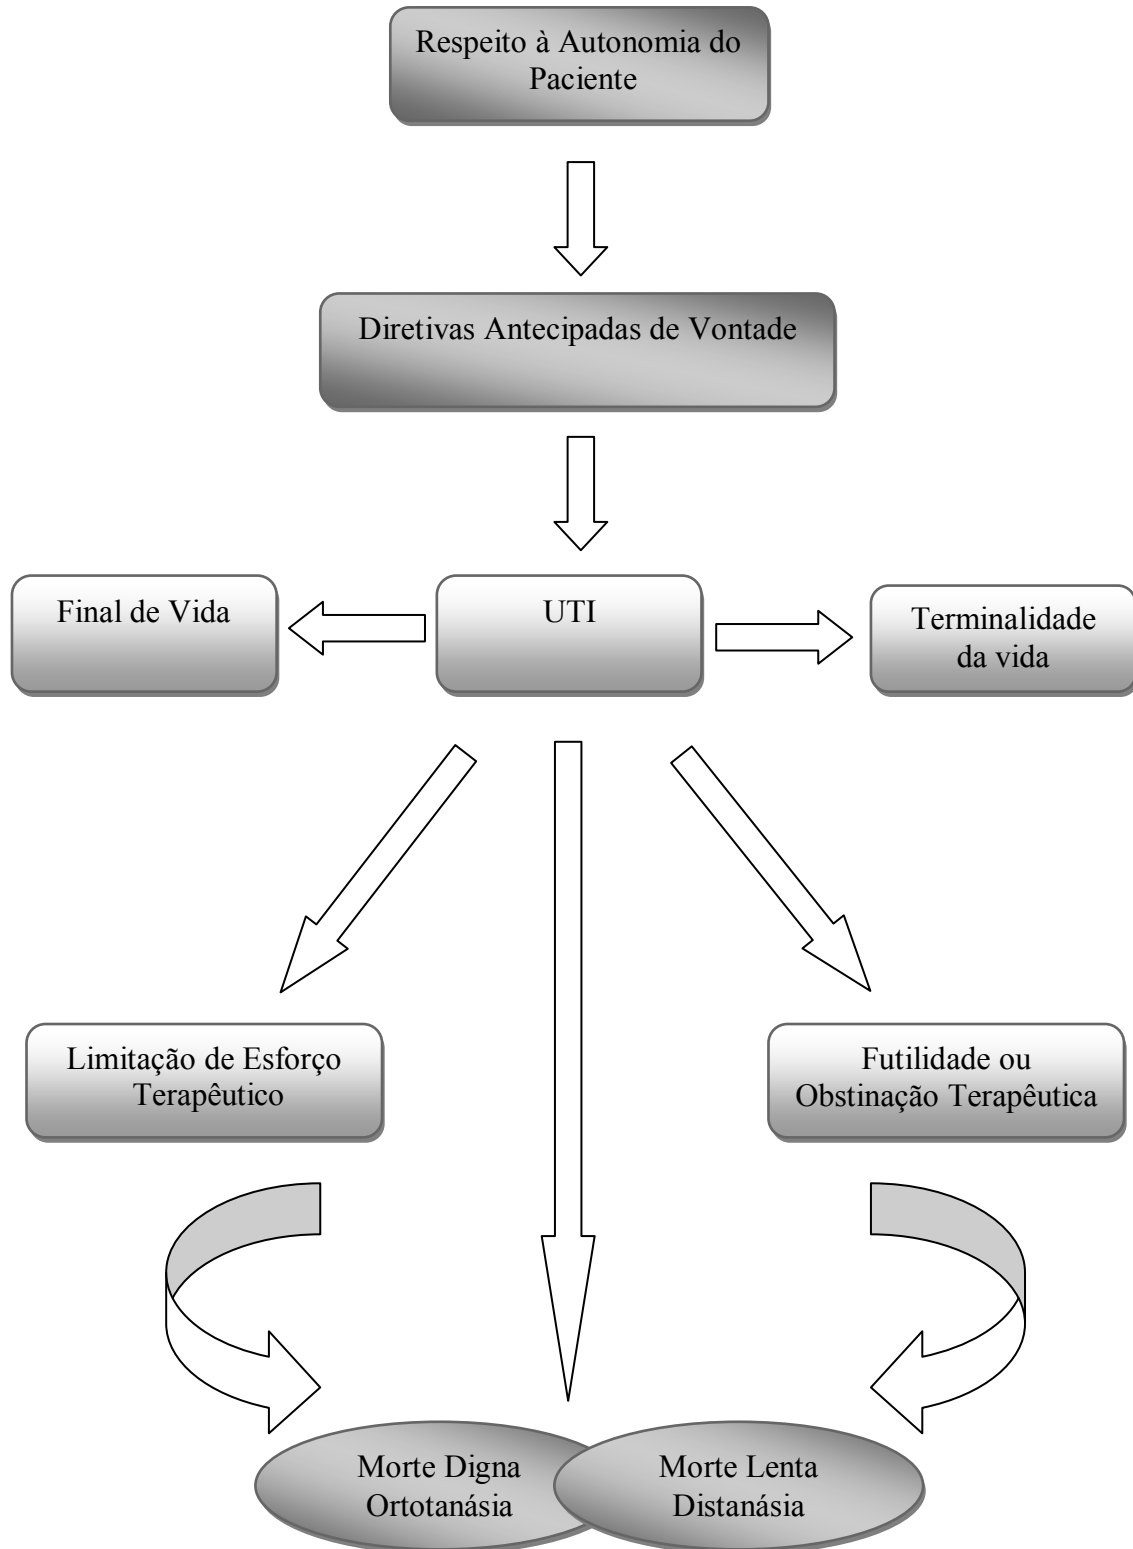 Respeito à Autonomia do
Paciente
Diretivas Antecipadas de Vontade
Final de Vida
UTI
Terminalidade
da vida
Limitação de Esforço
Terapêutico
Futilidade ou
Obstinação Terapêutica
Morte Digna
Ortotanásia
Morte Lenta
Distanásia